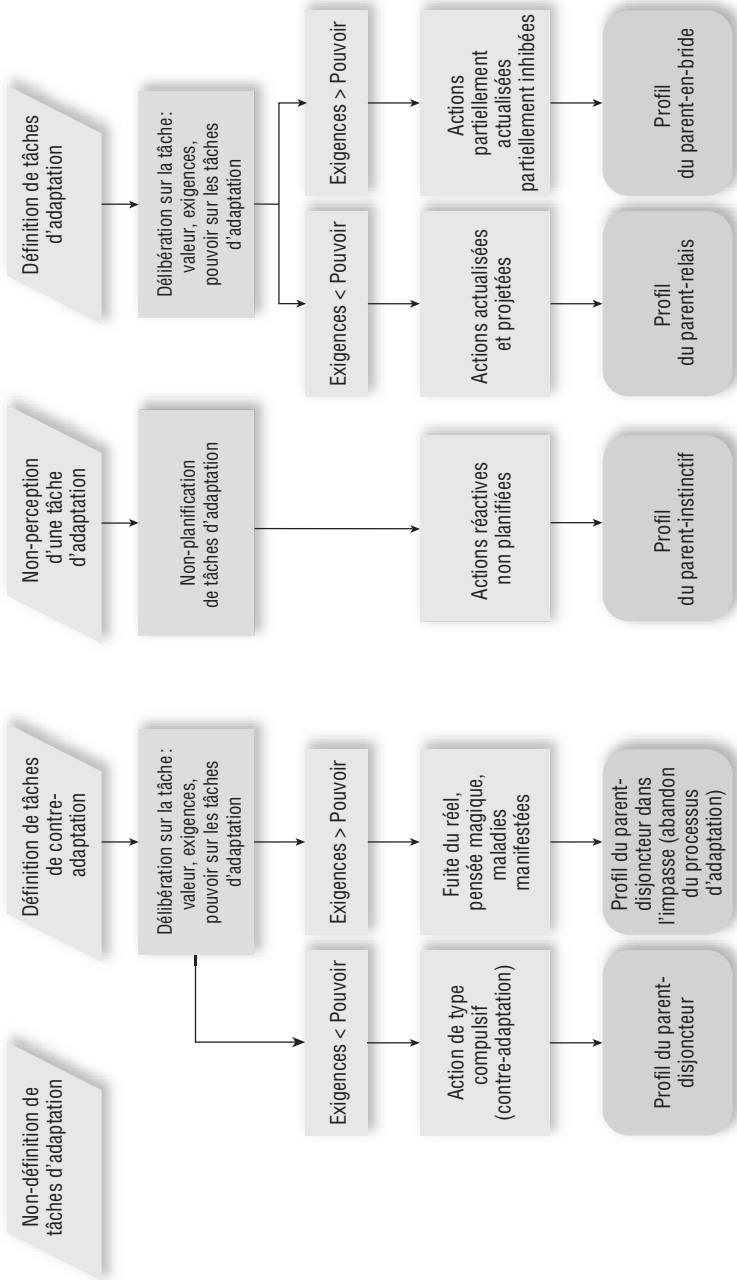 Non-définition de
tâches d'adaptation
Définition de tâches
de contre-
adaptation
Délibération sur la tâche :
valeur, exigences,
pouvoir sur les tâches
d'adaptation
Exigences < Pouvoir
Exigences > Pouvoir
Action de type
compulsif
(contre-adaptation)
Fuite du réel,
pensée magique,
maladies
manifestées
Profil du parent-
disjoncteur
Profil du parent-
disjoncteur dans
l'impasse (abandon
du processus
d'adaptation)
Non-perception
d'une tâche
d'adaptation
Non-planification
de tâches d'adaptation
Actions réactives
non planifiées
Profil
du parent-instinctif
Définition de tâches
d'adaptation
Délibération sur la tâche :
valeur, exigences,
pouvoir sur les tâches
d'adaptation
Exigences < Pouvoir
Exigences > Pouvoir
Actions actualisées
et projetées
Actions
partiellement
actualisées
partiellement inhibées
Profil
du parent-relais
Profil
du parent-en-bride